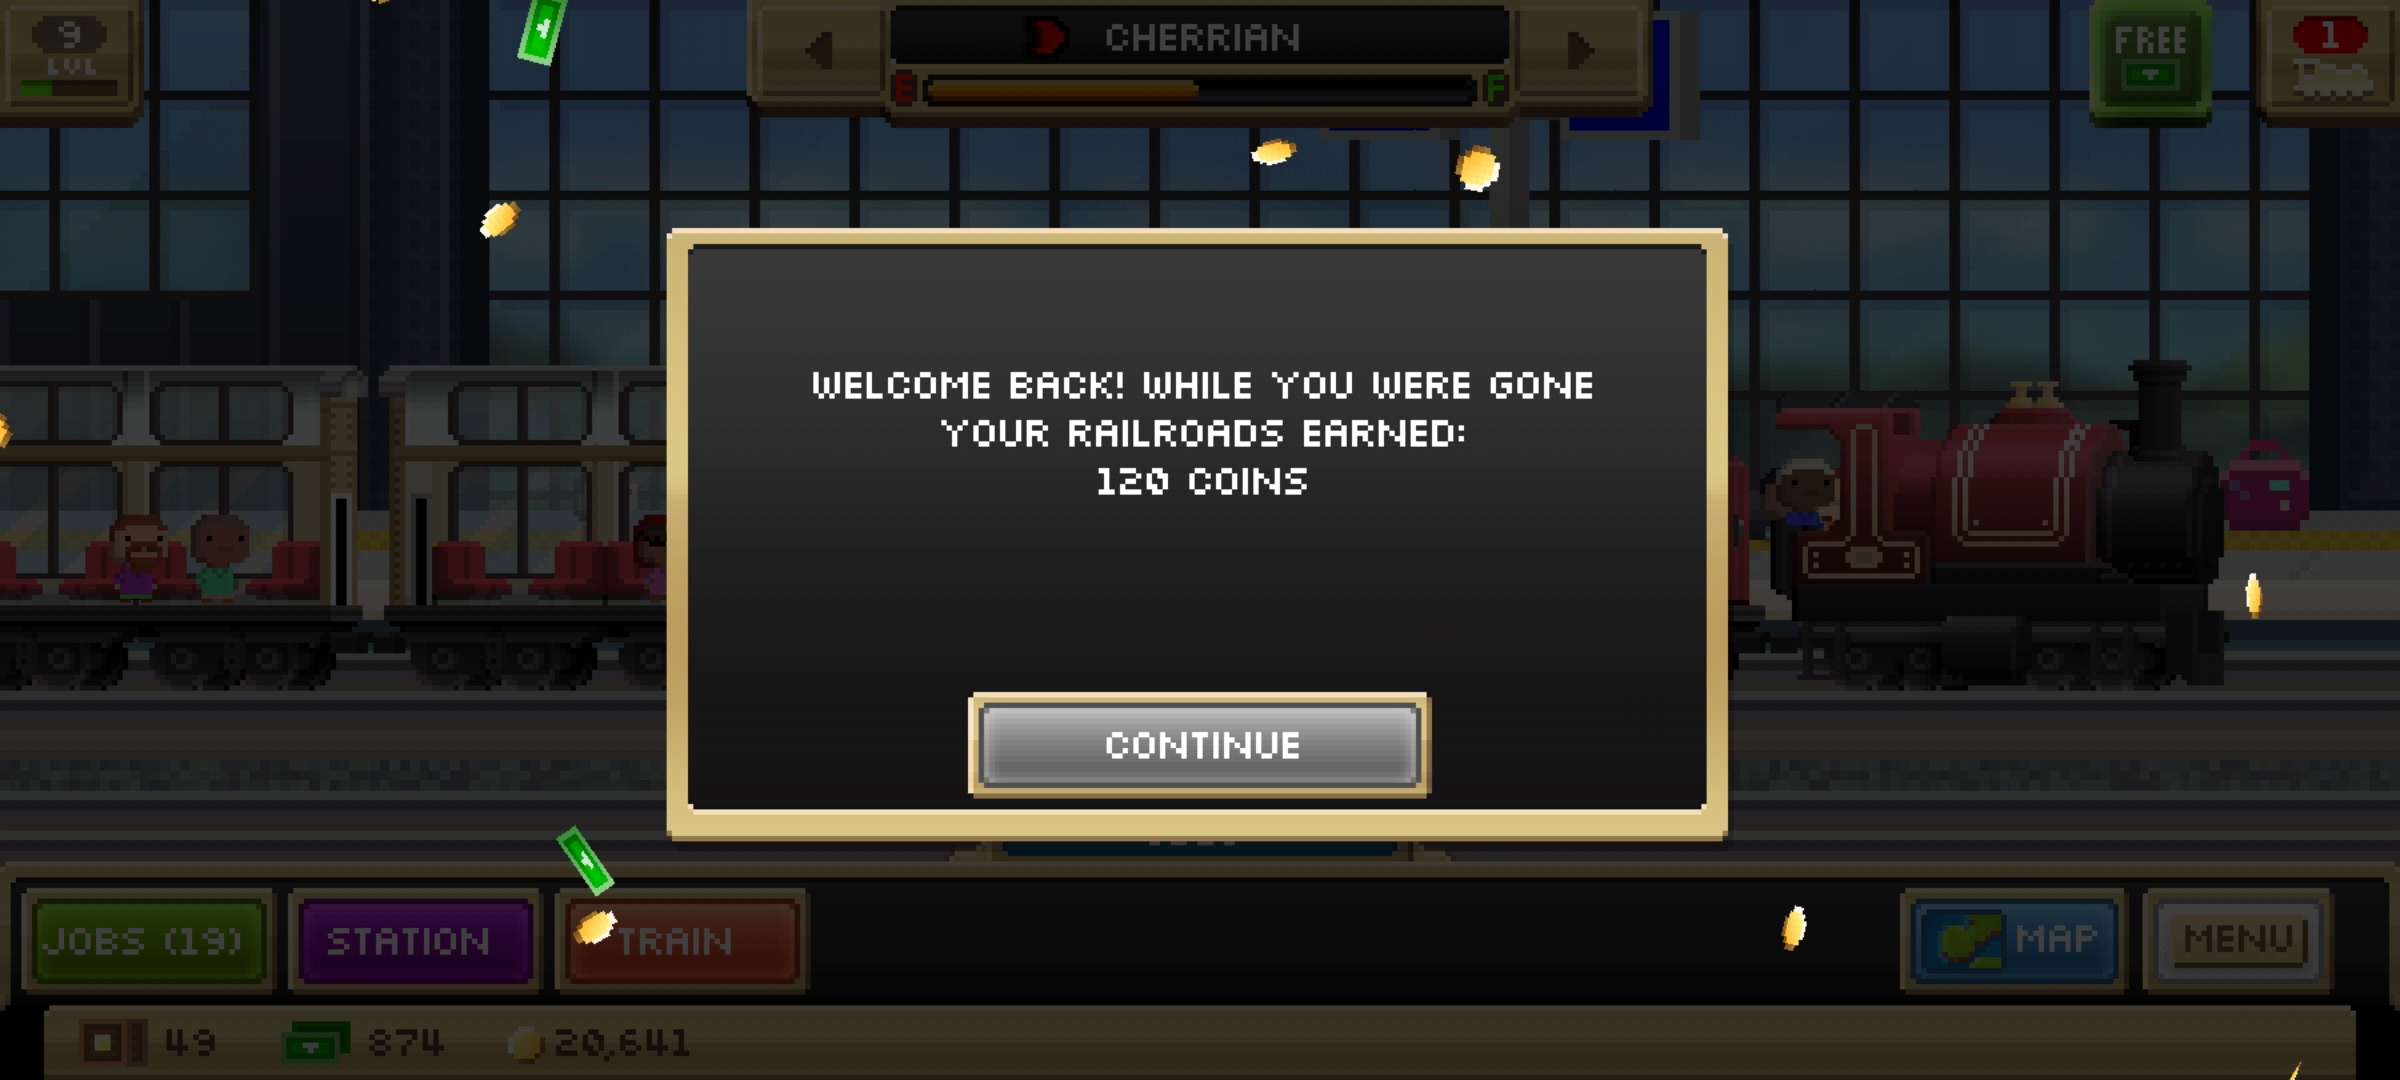 9
LVL
CHERRIAN
E F
FREE
1
WELCOME BACK! WHILE YOU WERE GONE
YOUR RAILROADS EARNED:
120 COINS
CONTINUE
JOBS (19)
STATION
TRAIN
MAP
MENU
49
874
20,641